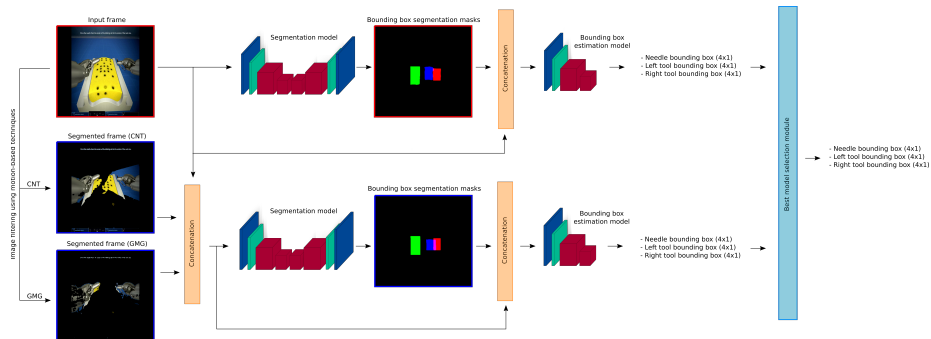 Input frame
Segmentation model
Bounding box segmentation masks
Concatenation
Bounding box
estimation model
- Needle bounding box (4x1)
- Left tool bounding box (4x1)
- Right tool bounding box (4x1)
Image filtering using motion-based techniques
Segmented frame (CNT)
CNT
Segmented frame (GMG)
GMG
Concatenation
Segmentation model
Bounding box segmentation masks
Concatenation
Bounding box
estimation model
- Needle bounding box (4x1)
- Left tool bounding box (4x1)
- Right tool bounding box (4x1)
Best model selection module
- Needle bounding box (4x1)
- Left tool bounding box (4x1)
- Right tool bounding box (4x1)